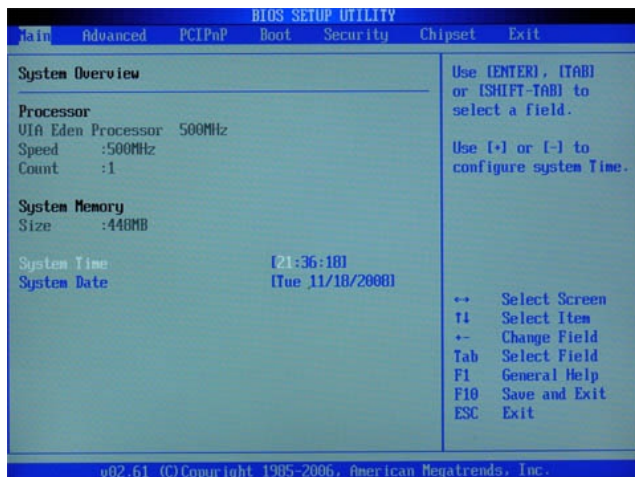 BIOS SETUP UTILITY
Main Advanced PCIPnP Boot Security Chipset Exit
System Overview
Processor
VIA Eden Processor 500MHz
Speed :500MHz
Count :1
System Memory
Size :448MB
System Time [21:36:18]
System Date [Tue 11/18/2008]
Use [ENTER], [TAB]
or [SHIFT-TAB] to
select a field.
Use [+] or [-] to
configure system Time.
↔ Select Screen
↑↓ Select Item
+- Change Field
Tab Select Field
F1 General Help
F10 Save and Exit
ESC Exit
v02.61 (C)Copyright 1985-2006, American Megatrends, Inc.